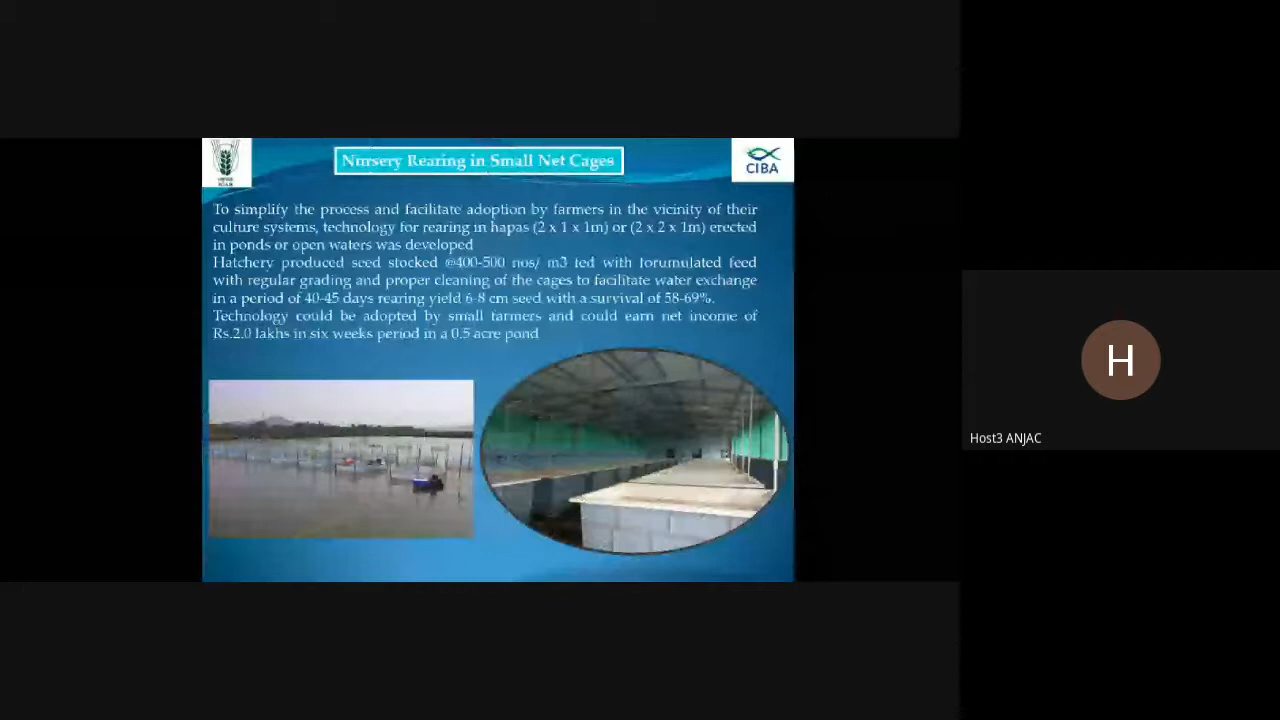 Nursery Rearing in Small Net Cages
CIBA
To simplify the process and facilitate adoption by farmers in the vicinity of their
culture systems, technology for rearing in hapas (2 x 1 x 1m) or (2 x 2 x 1m) erected
in ponds or open waters was developed
Hatchery produced seed stocked @400-500 nos/ m3 fed with forumulated feed
with regular grading and proper cleaning of the cages to facilitate water exchange
in a period of 40-45 days rearing yield 6-8 cm seed with a survival of 58-69%.
Technology could be adopted by small farmers and could earn net income of
Rs.2.0 lakhs in six weeks period in a 0.5 acre pond
H
Host3 ANJAC